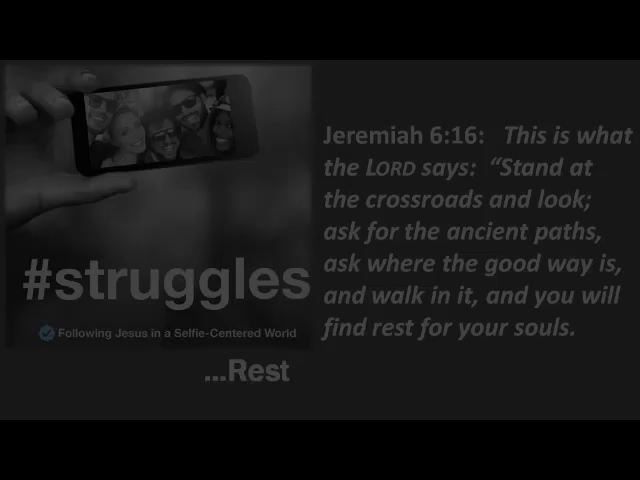 #struggles
Following Jesus in a Selfie-Centered World
...Rest
Jeremiah 6:16: This is what
the LORD says: “Stand at
the crossroads and look;
ask for the ancient paths,
ask where the good way is,
and walk in it, and you will
find rest for your souls.